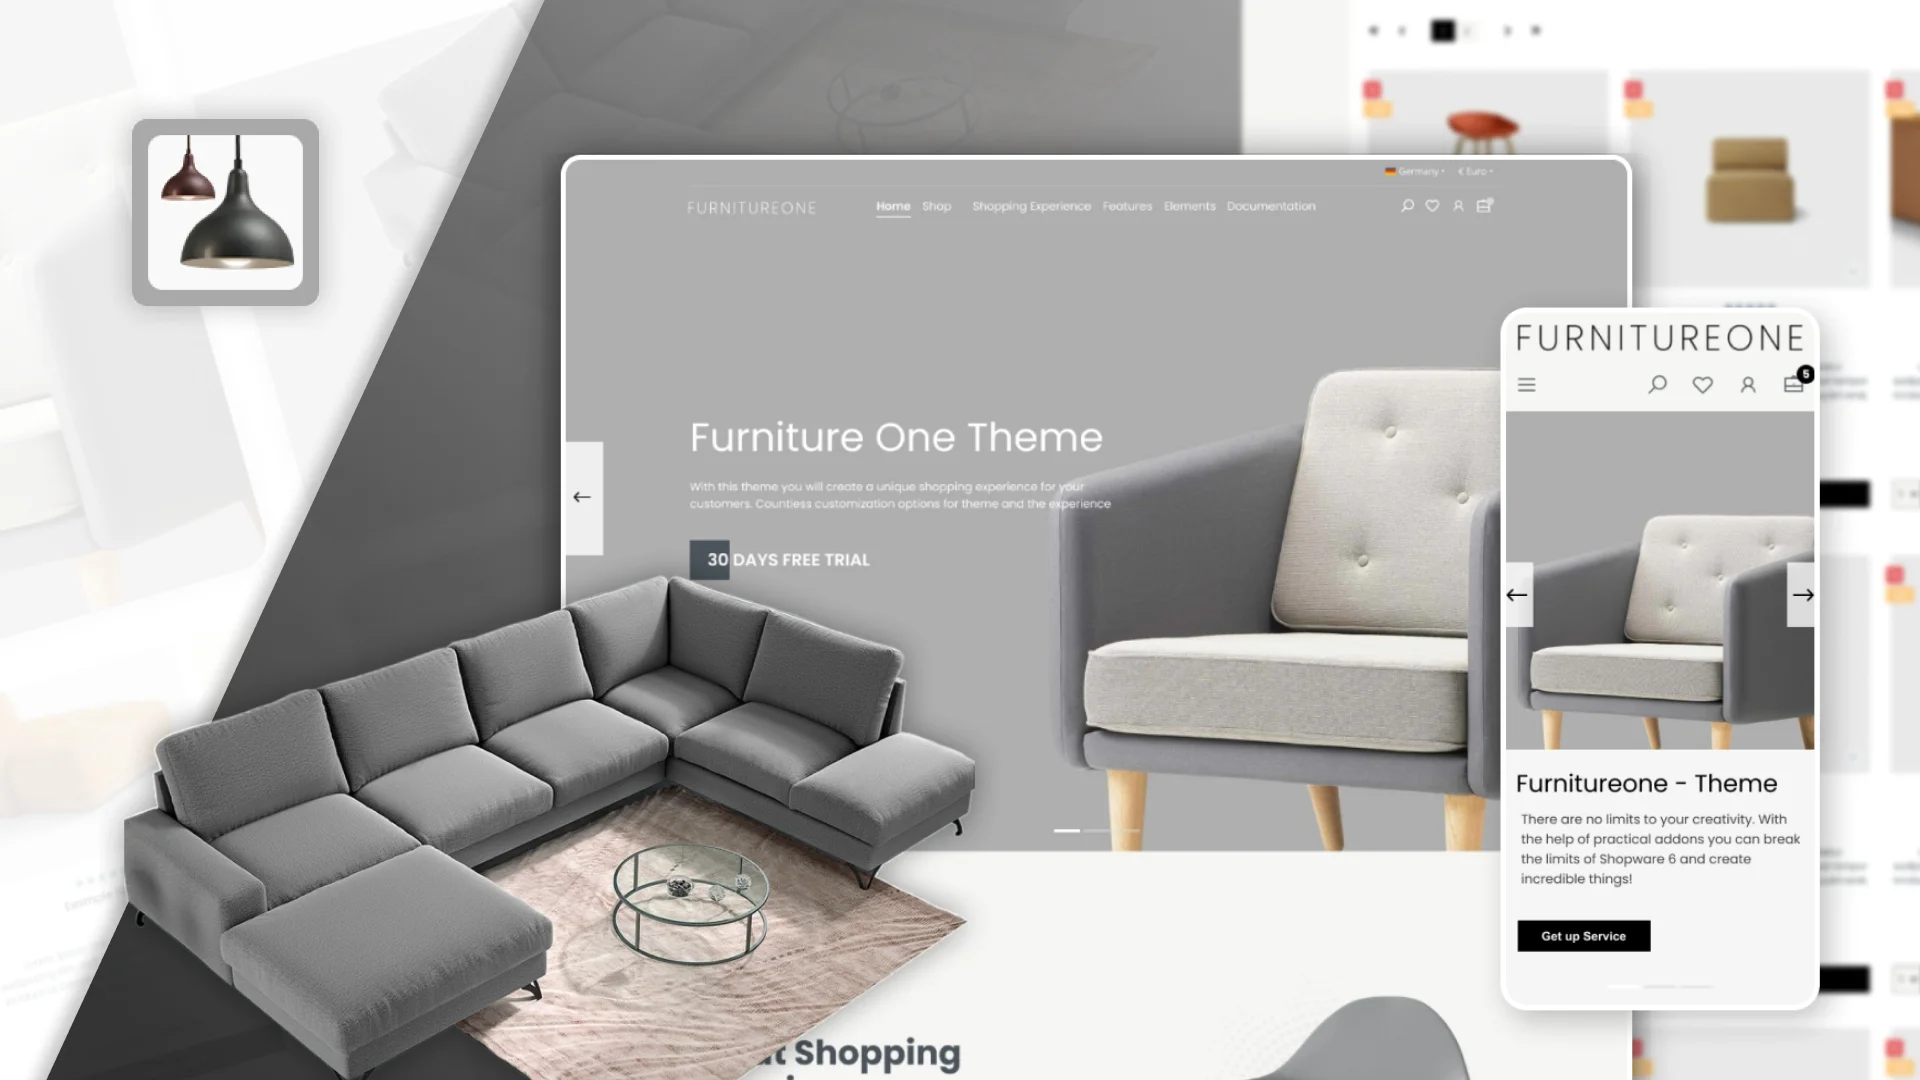 Germany
€ Euro
FURNITUREONE
Home Shop Shopping Experience Features Elements Documentation
Furniture One Theme
With this theme you will create a unique shopping experience for your
customers. Countless customization options for theme and the experience
30 DAYS FREE TRIAL
Shopping
FURNITUREONE
5
Furnitureone - Theme
There are no limits to your creativity. With
the help of practical addons you can break
the limits of Shopware 6 and create
incredible things!
Get up Service